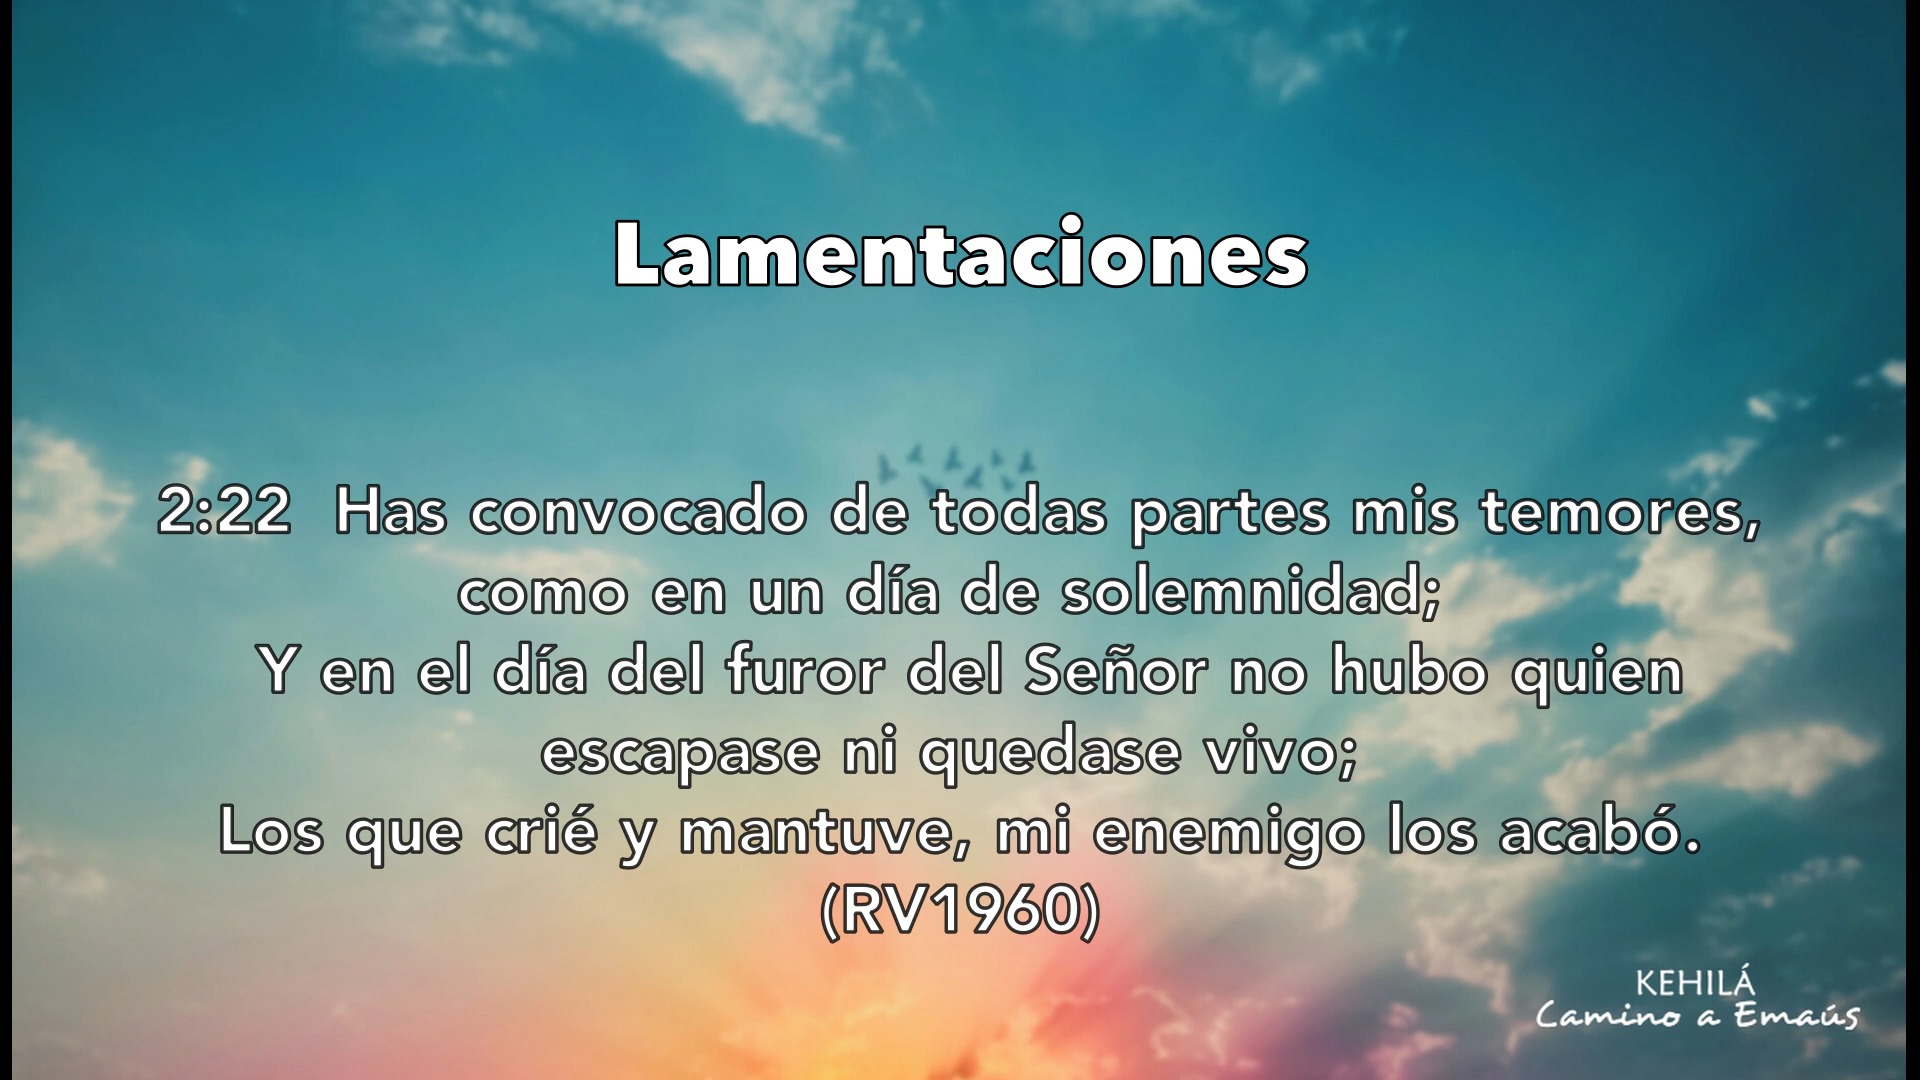 Lamentaciones
2:22  Has convocado de todas partes mis temores,
como en un día de solemnidad;
Y en el día del furor del Señor no hubo quien
escapase ni quedase vivo;
Los que crié y mantuve, mi enemigo los acabó.
(RV1960)
KEHILÁ
Camino a Emaús